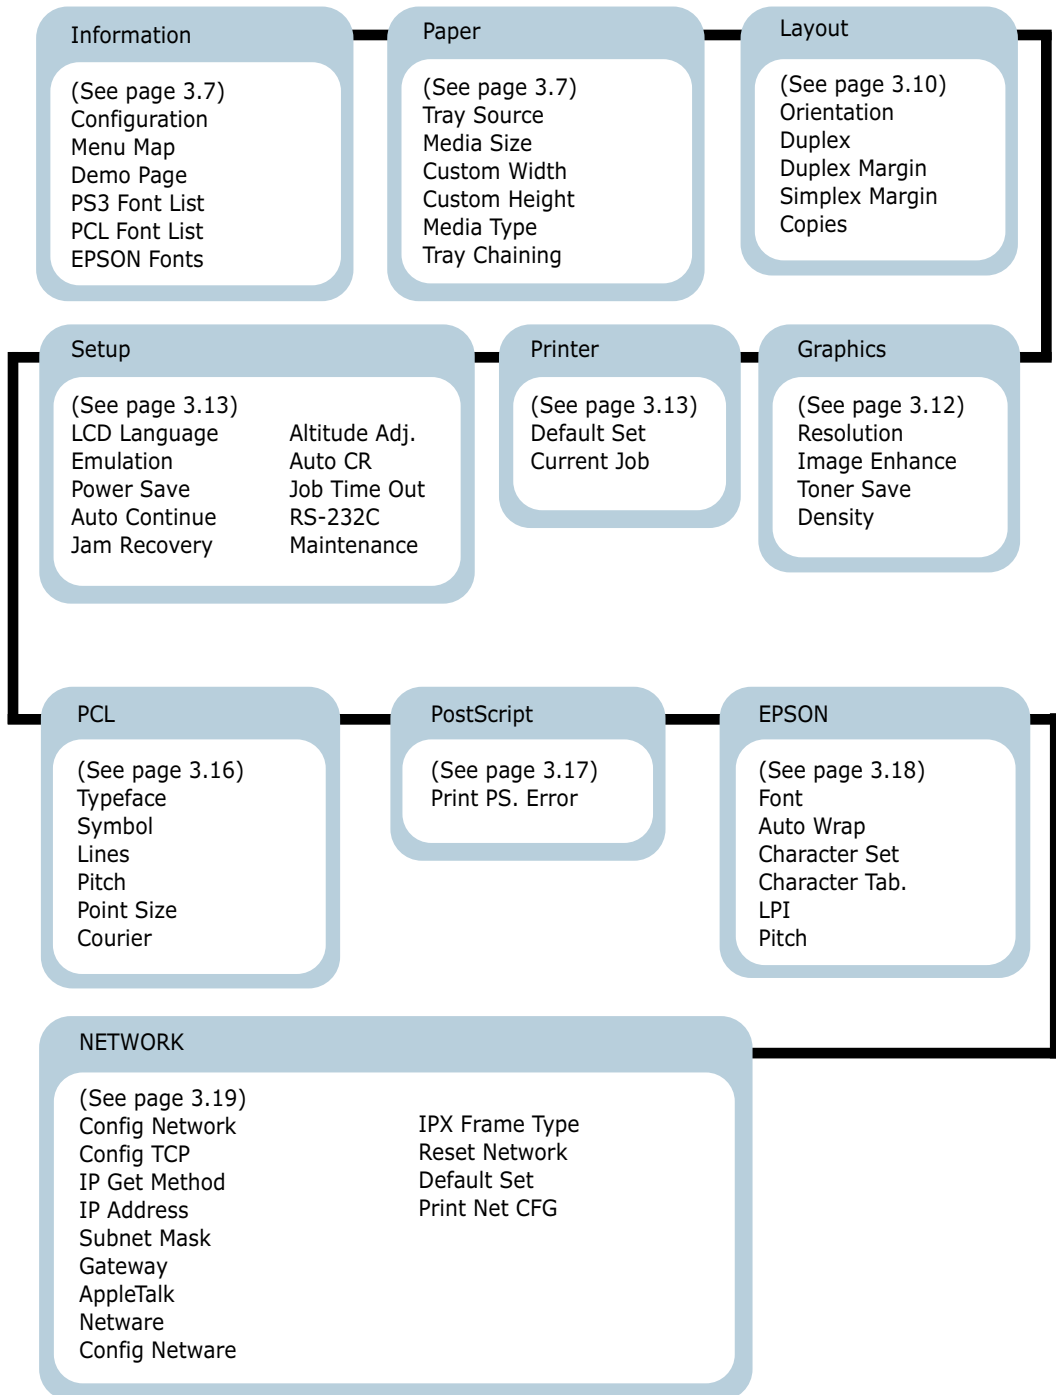 Information
(See page 3.7)
Configuration
Menu Map
Demo Page
PS3 Font List
PCL Font List
EPSON Fonts
Paper
(See page 3.7)
Tray Source
Media Size
Custom Width
Custom Height
Media Type
Tray Chaining
Layout
(See page 3.10)
Orientation
Duplex
Duplex Margin
Simplex Margin
Copies
Setup
(See page 3.13)
LCD Language
Emulation
Power Save
Auto Continue
Jam Recovery
Altitude Adj.
Auto CR
Job Time Out
RS-232C
Maintenance
Printer
(See page 3.13)
Default Set
Current Job
Graphics
(See page 3.12)
Resolution
Image Enhance
Toner Save
Density
PCL
(See page 3.16)
Typeface
Symbol
Lines
Pitch
Point Size
Courier
PostScript
(See page 3.17)
Print PS. Error
EPSON
(See page 3.18)
Font
Auto Wrap
Character Set
Character Tab.
LPI
Pitch
NETWORK
(See page 3.19)
Config Network
Config TCP
IP Get Method
IP Address
Subnet Mask
Gateway
AppleTalk
Netware
Config Netware
IPX Frame Type
Reset Network
Default Set
Print Net CFG